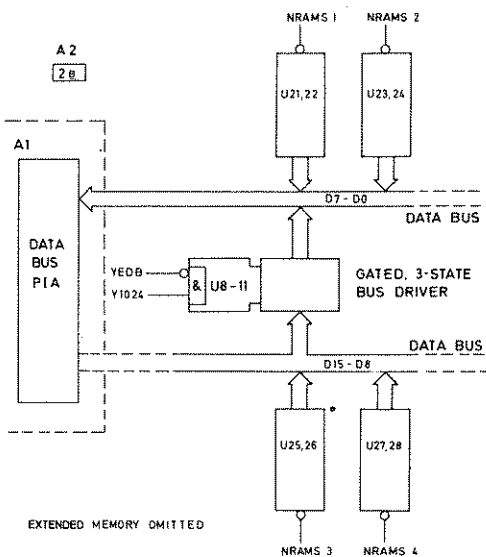 NRAMS 1
NRAMS 2
A2
2B
U21,22
U23,24
A1
D7-D0
DATA BUS
DATA
BUS
PIA
YEDB
Y1024
&
U8-11
GATED, 3-STATE
BUS DRIVER
DATA BUS
D15-D8
U25,26
U27,28
EXTENDED MEMORY OMITTED
NRAMS 3
NRAMS 4